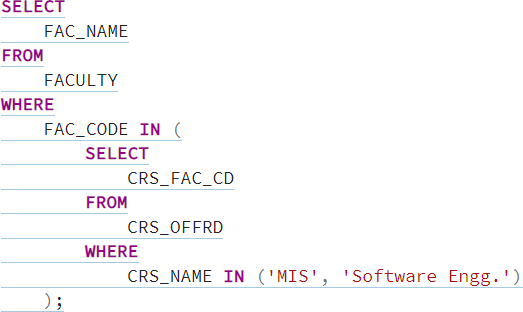 SELECT
    FAC_NAME
FROM
    FACULTY
WHERE
    FAC_CODE IN (
        SELECT
            CRS_FAC_CD
        FROM
            CRS_OFFRD
        WHERE
            CRS_NAME IN ('MIS', 'Software Engg.')
    );